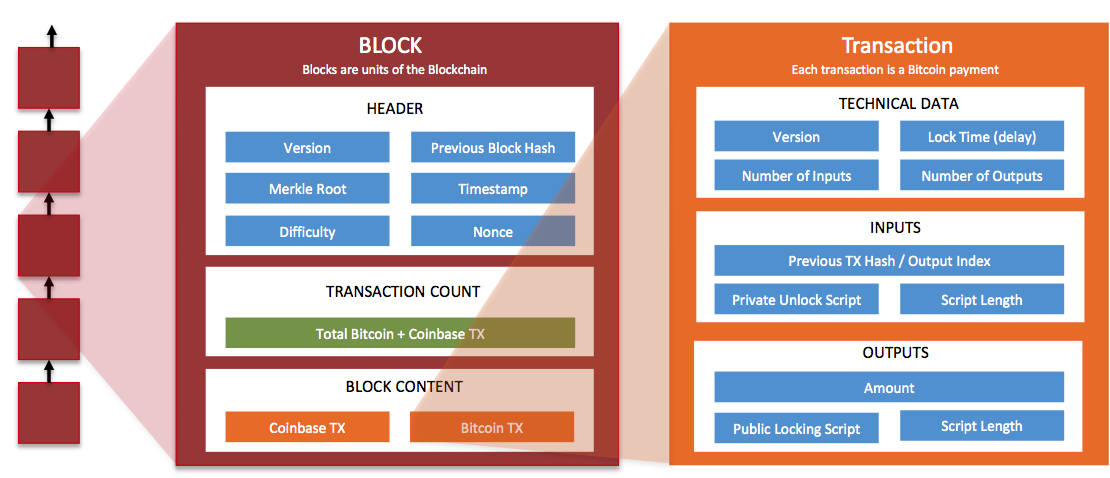 BLOCK
Blocks are units of the Blockchain
HEADER
Version
Previous Block Hash
Merkle Root
Timestamp
Difficulty
Nonce
TRANSACTION COUNT
Total Bitcoin + Coinbase TX
BLOCK CONTENT
Coinbase TX
Bitcoin TX
Transaction
Each transaction is a Bitcoin payment
TECHNICAL DATA
Version
Lock Time (delay)
Number of Inputs
Number of Outputs
INPUTS
Previous TX Hash / Output Index
Private Unlock Script
Script Length
OUTPUTS
Amount
Public Locking Script
Script Length